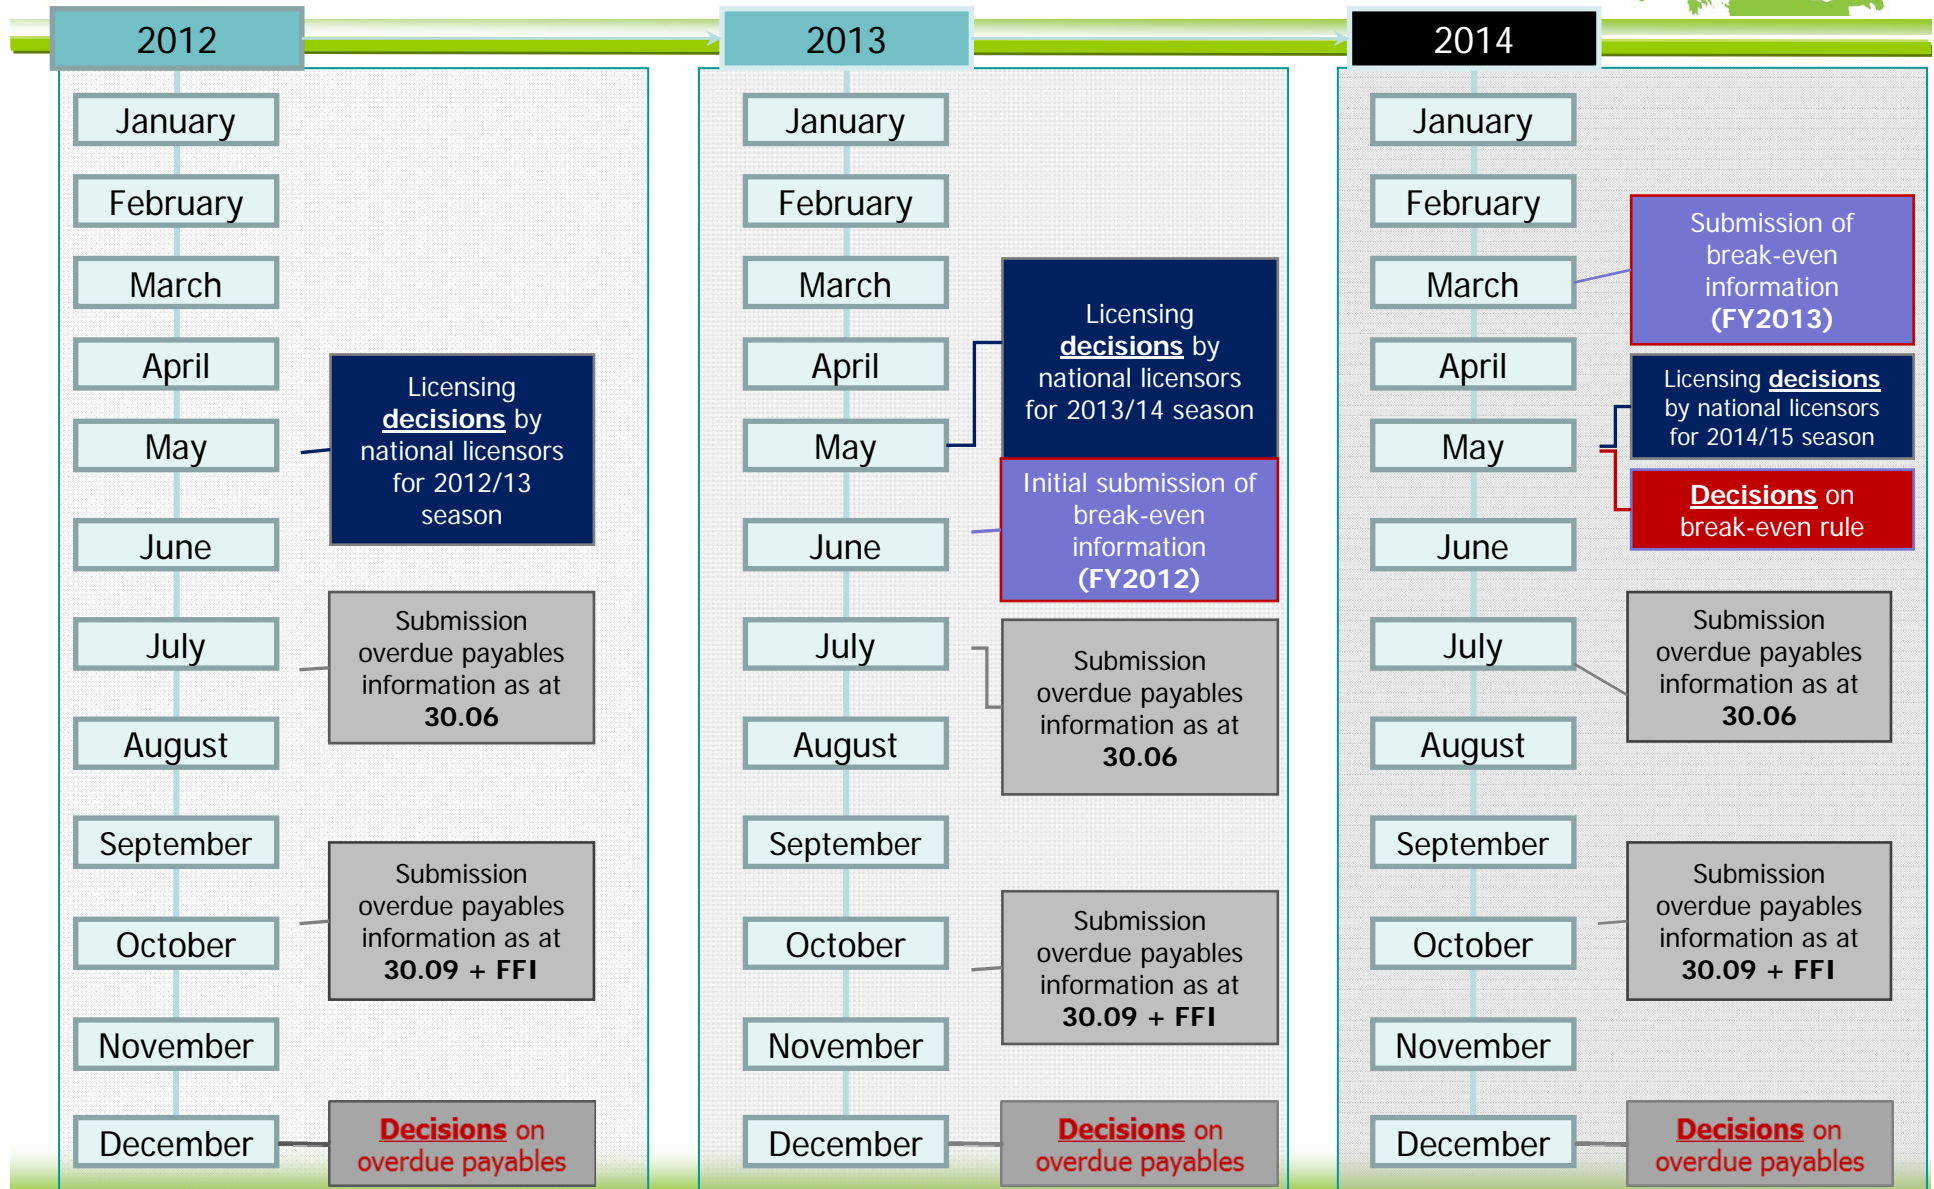 2012
January
February
March
April
May
June
July
August
September
October
November
December
Licensing
decisions by
national licensors
for 2012/13
season
Submission
overdue payables
information as at
30.06
Submission
overdue payables
information as at
30.09 + FFI
Decisions on
overdue payables
2013
January
February
March
April
May
June
July
August
September
October
November
December
Licensing
decisions by
national licensors
for 2013/14 season
Initial submission of
break-even
information
(FY2012)
Submission
overdue payables
information as at
30.06
Submission
overdue payables
information as at
30.09 + FFI
Decisions on
overdue payables
2014
January
February
March
April
May
June
July
August
September
October
November
December
Submission of
break-even
information
(FY2013)
Licensing decisions
by national licensors
for 2014/15 season
Decisions on
break-even rule
Submission
overdue payables
information as at
30.06
Submission
overdue payables
information as at
30.09 + FFI
Decisions on
overdue payables